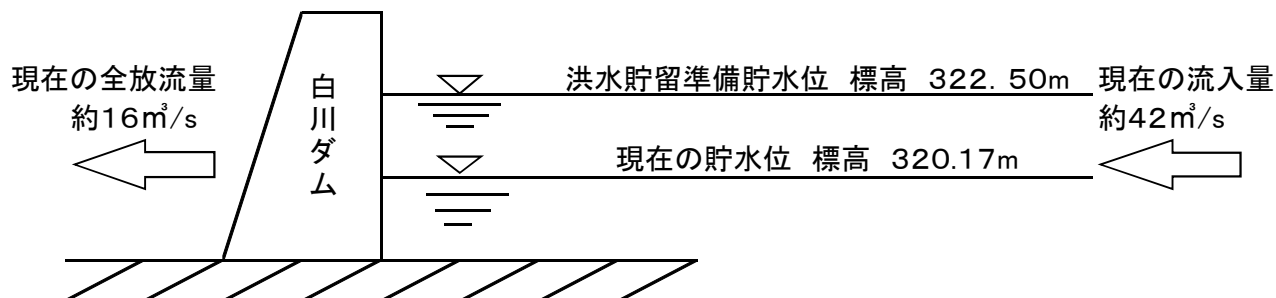 現在の全放流量
約16㎥/s
白川ダム
洪水貯留準備貯水位 標高 322.50m
現在の貯水位 標高 320.17m
現在の流入量
約42㎥/s